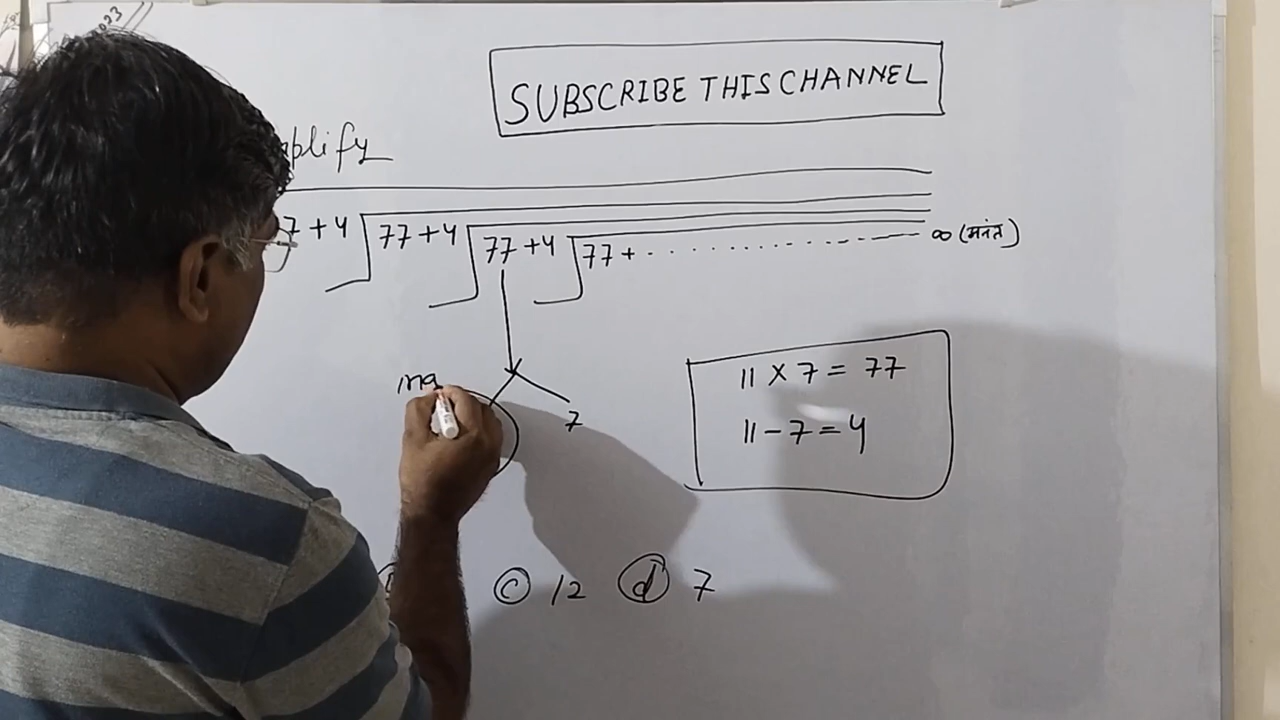 SUBSCRIBE THIS CHANNEL
7 + 4 √77 + 4 √77 + 4 √77 + . . . . . . . . . . ∞ (अनंत)
11 × 7 = 77
7
11 - 7 = 4
ⓒ 12 ⓓ 7